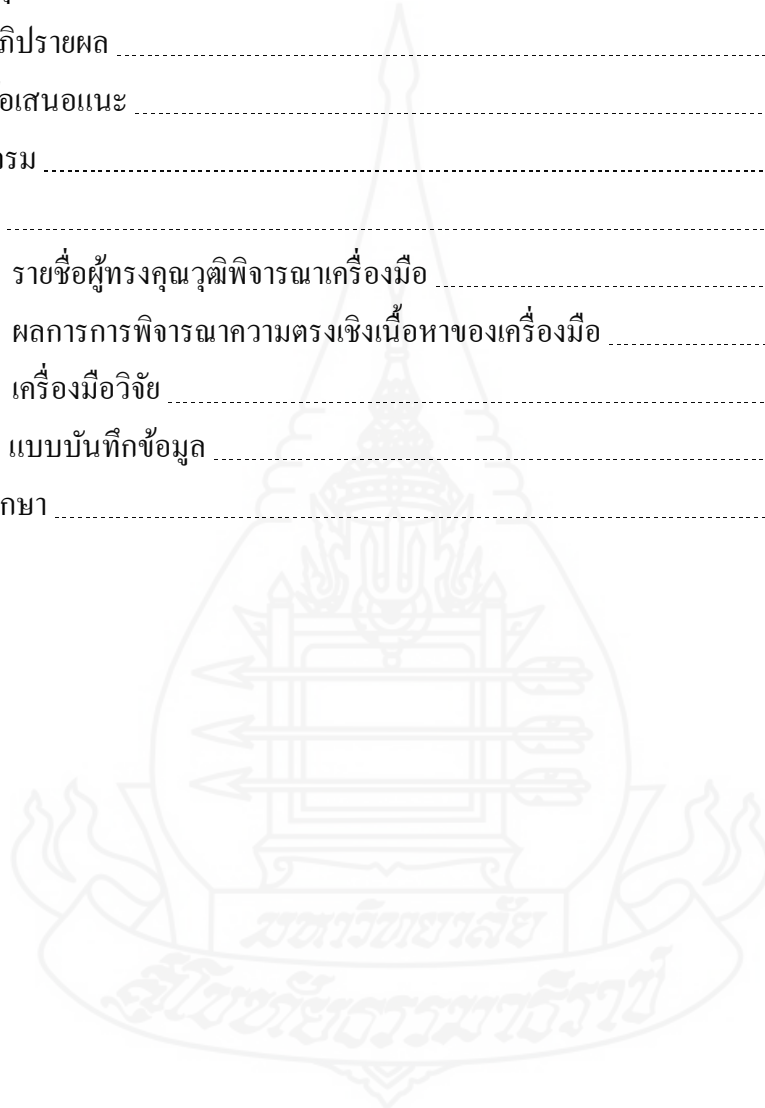 ภิปรายผล
อเสนอแนะ
รม
รายชื่อผู้ทรงคุณวุฒิพิจารณาเครื่องมือ
ผลการการพิจารณาความตรงเชิงเนื้อหาของเครื่องมือ
เครื่องมือวิจัย
แบบบันทึกข้อมูล
กษา
มหาวิทยาลัย
สุโขทัยธรรมาธิราช